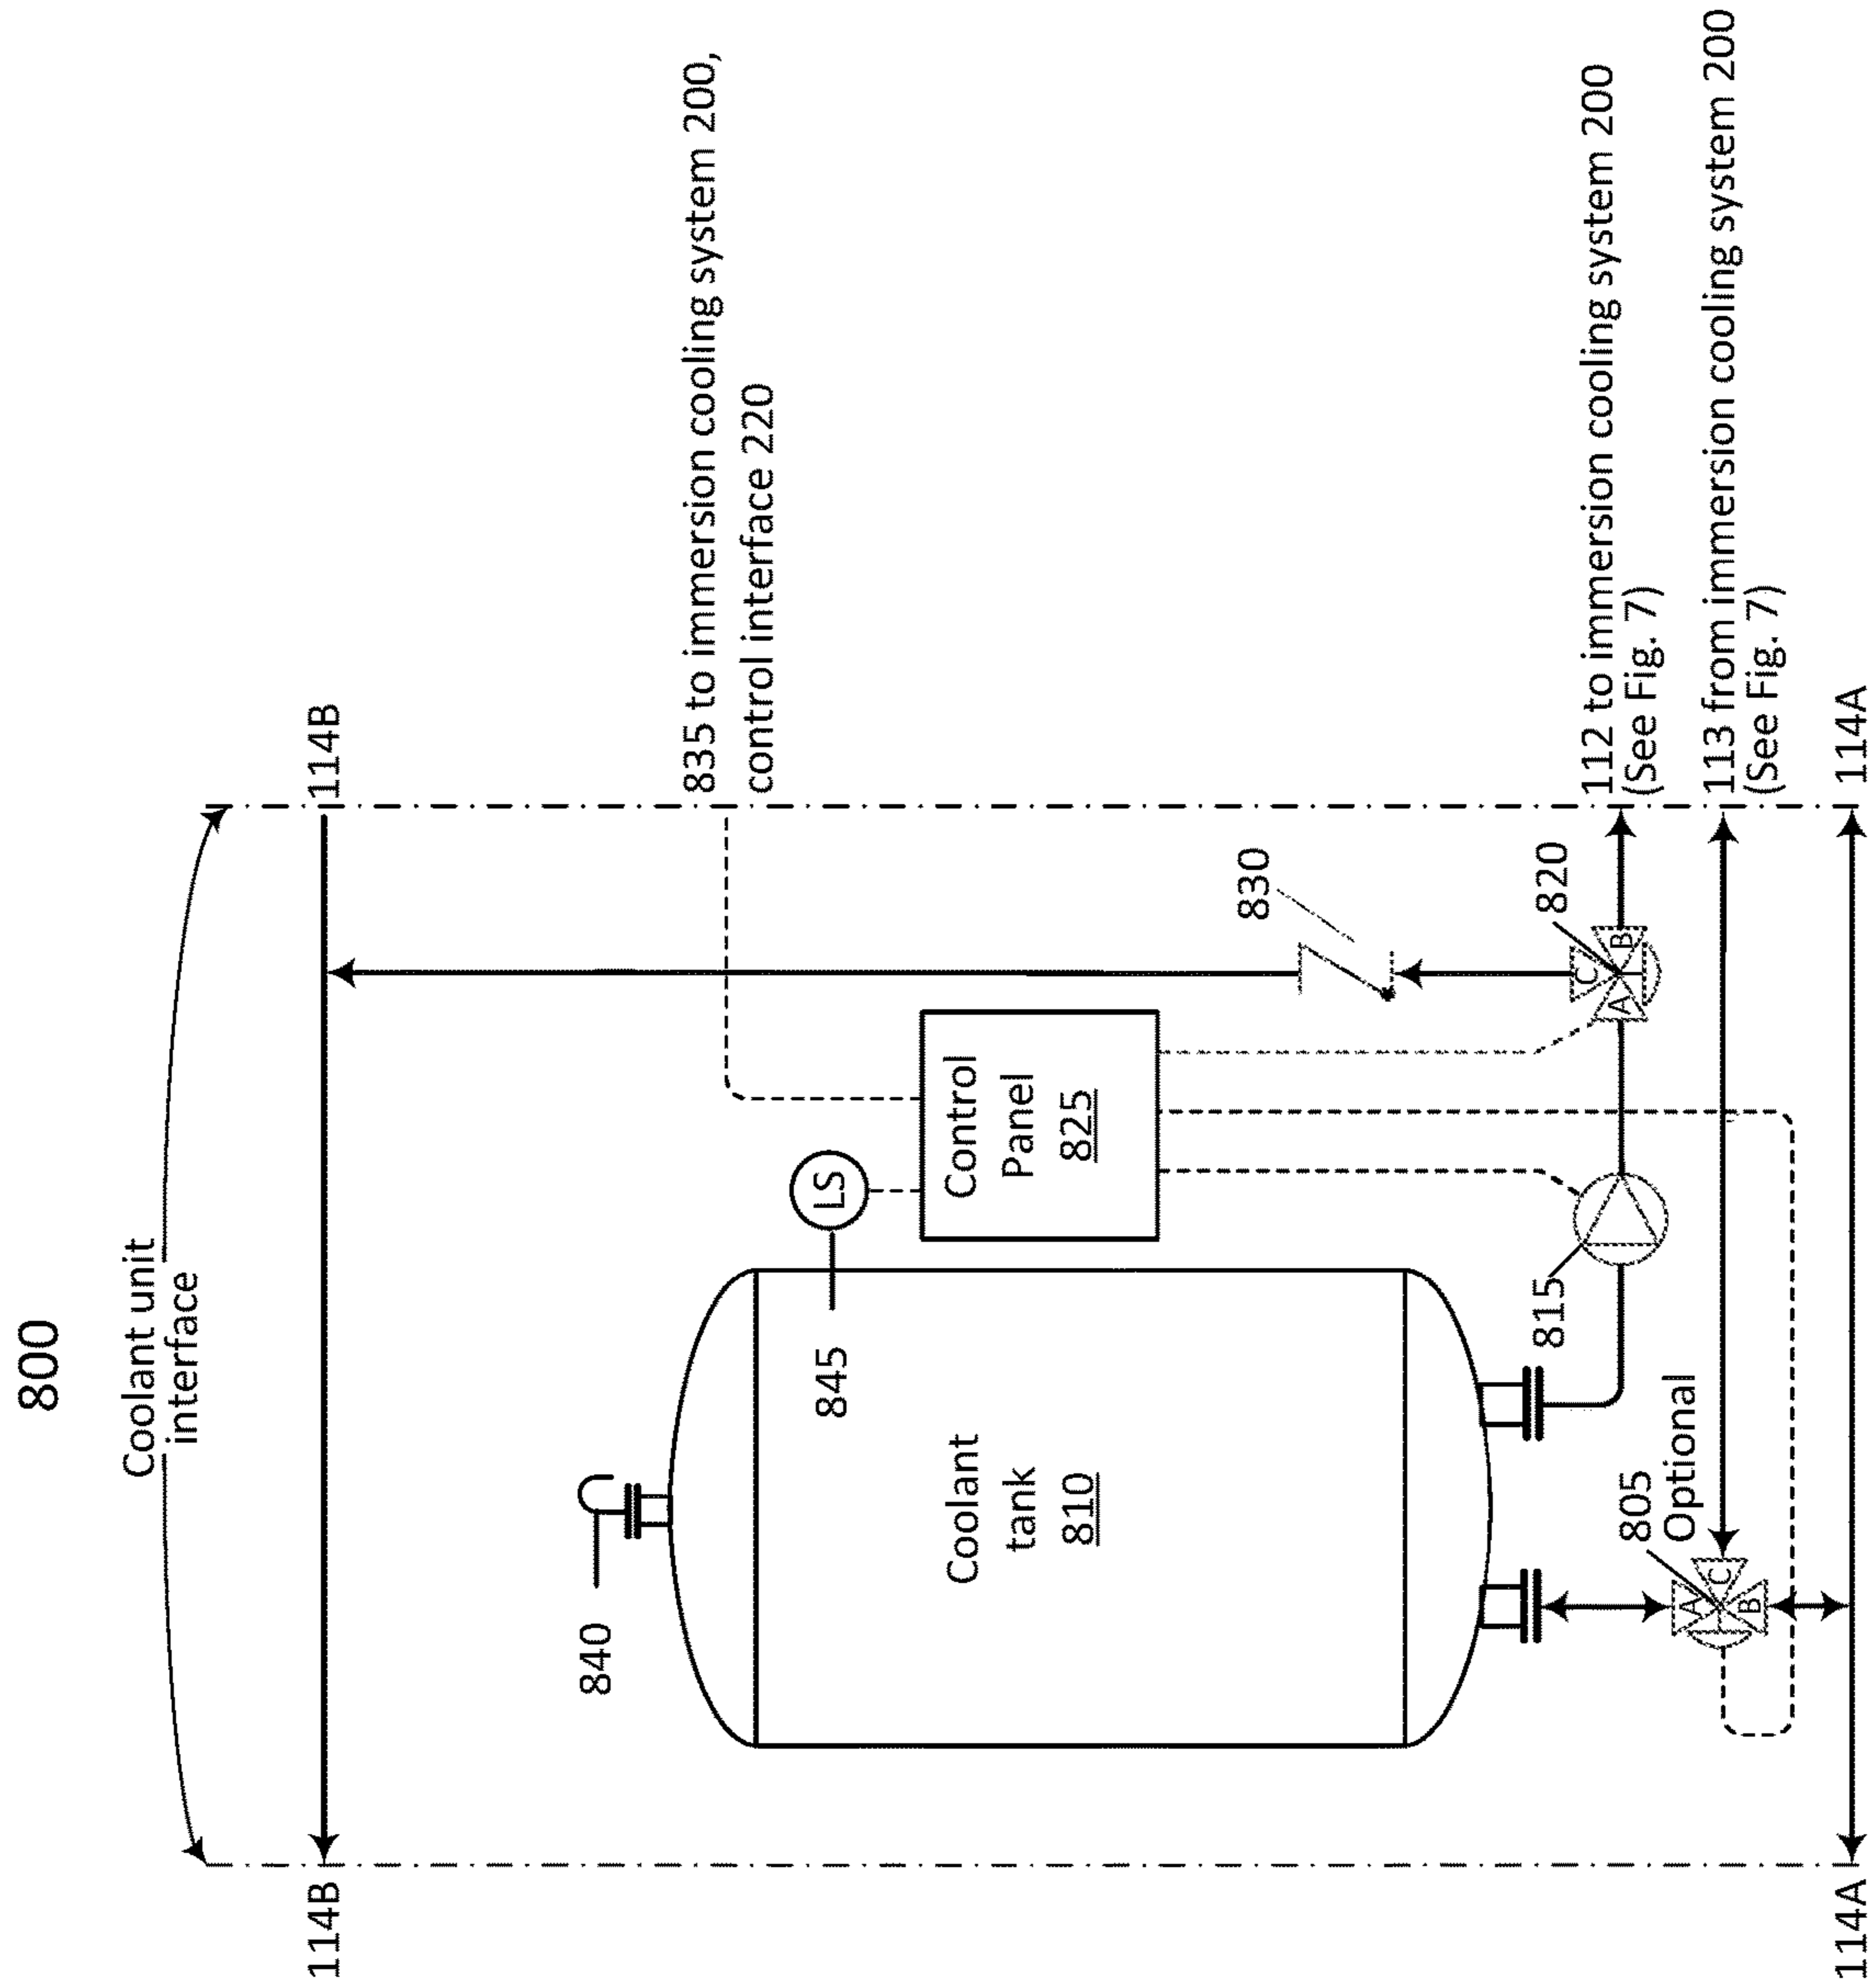 800
Coolant unit
interface
114B
114B
835 to immersion cooling system 200,
control interface 220
840
845
LS
Control
Panel
825
830
Coolant
tank
810
815
820
A
B
C
112 to immersion cooling system 200
(See Fig. 7)
805
Optional
A
B
C
113 from immersion cooling system 200
(See Fig. 7)
114A
114A